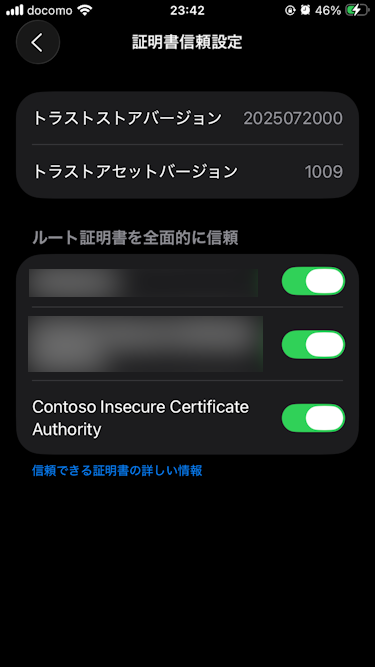 docomo 23:42 46%
証明書信頼設定
トラストストアバージョン 2025072000
トラストアセットバージョン 1009
ルート証明書を全面的に信頼
Contoso Insecure Certificate
Authority
信頼できる証明書の詳しい情報